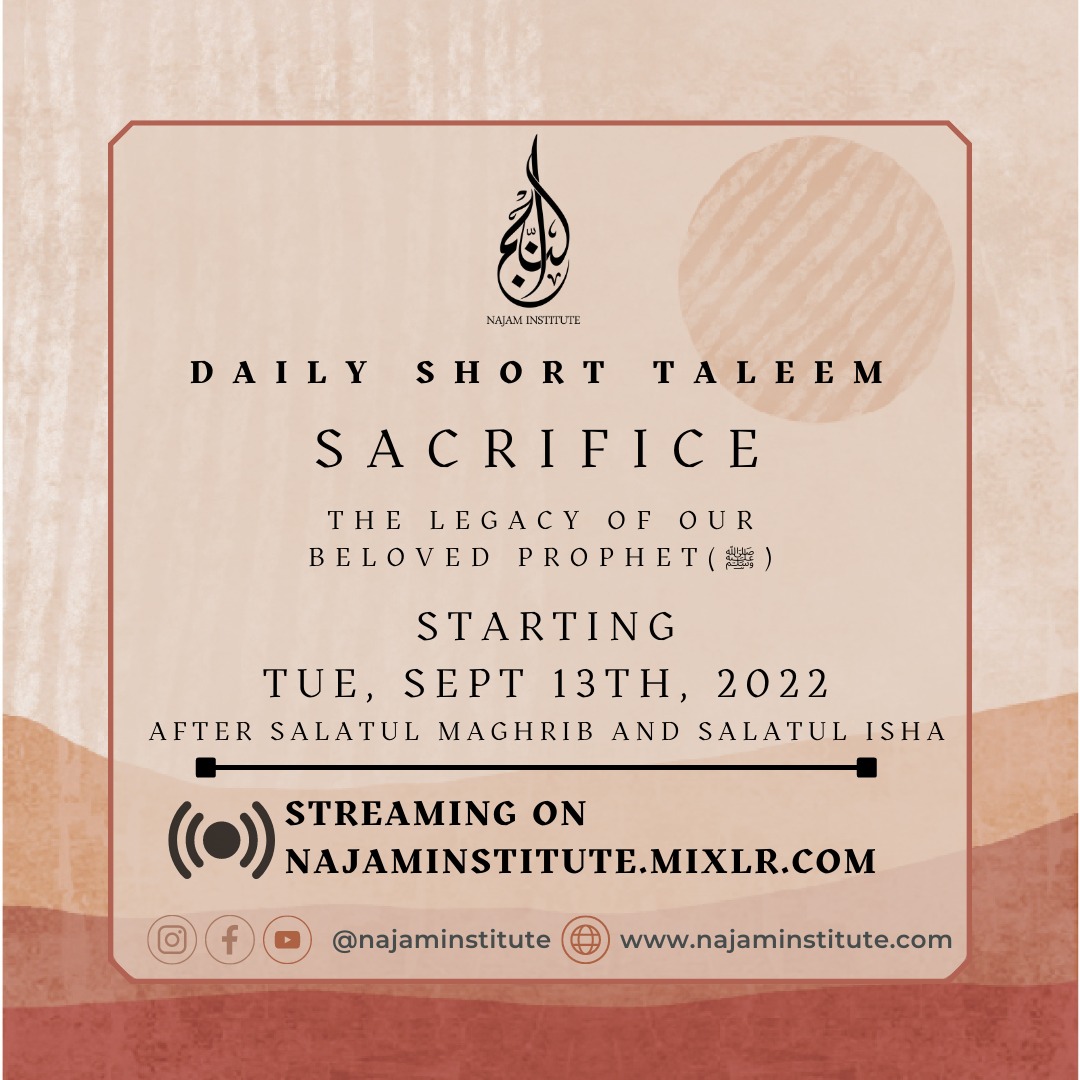 النجم
NAJAM INSTITUTE
DAILY SHORT TALEEM
SACRIFICE
THE LEGACY OF OUR
BELOVED PROPHET(ﷺ)
STARTING
TUE, SEPT 13TH, 2022
AFTER SALATUL MAGHRIB AND SALATUL ISHA
STREAMING ON
NAJAMINSTITUTE.MIXLR.COM
@najaminstitute www.najaminstitute.com